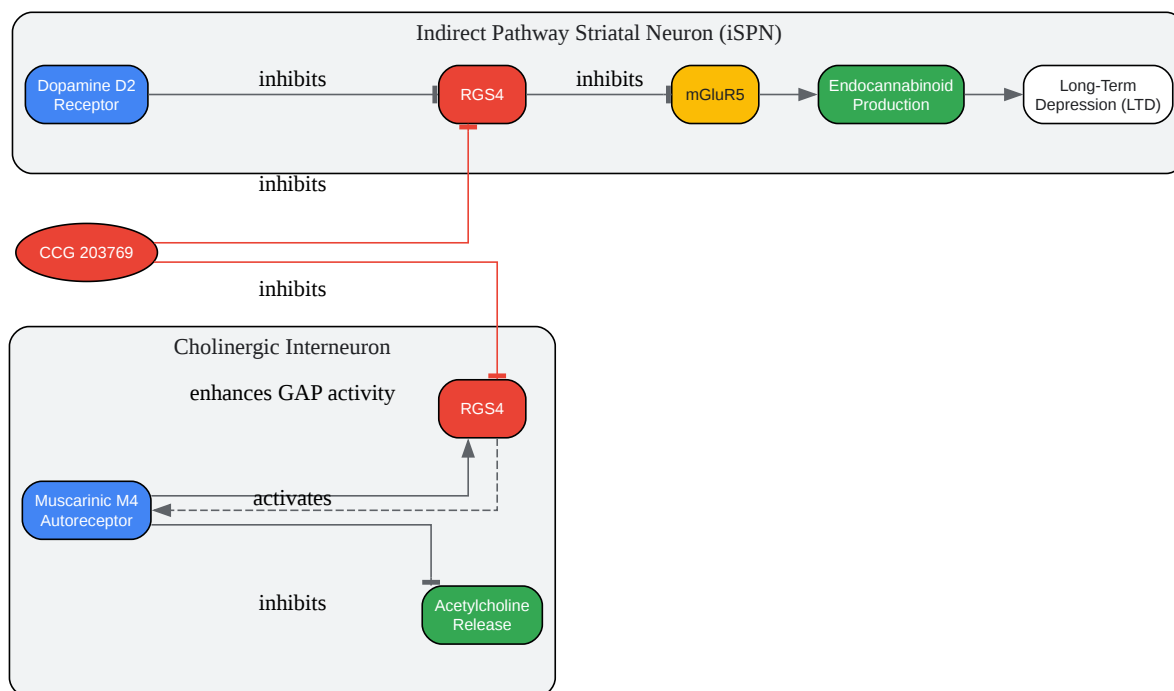 Indirect Pathway Striatal Neuron (iSPN)
inhibits
inhibits
Dopamine D2
Receptor
RGS4
mGluR5
Endocannabinoid
Production
Long-Term
Depression (LTD)
inhibits
CCG 203769
inhibits
Cholinergic Interneuron
enhances GAP activity
RGS4
Muscarinic M4
Autoreceptor
activates
inhibits
Acetylcholine
Release